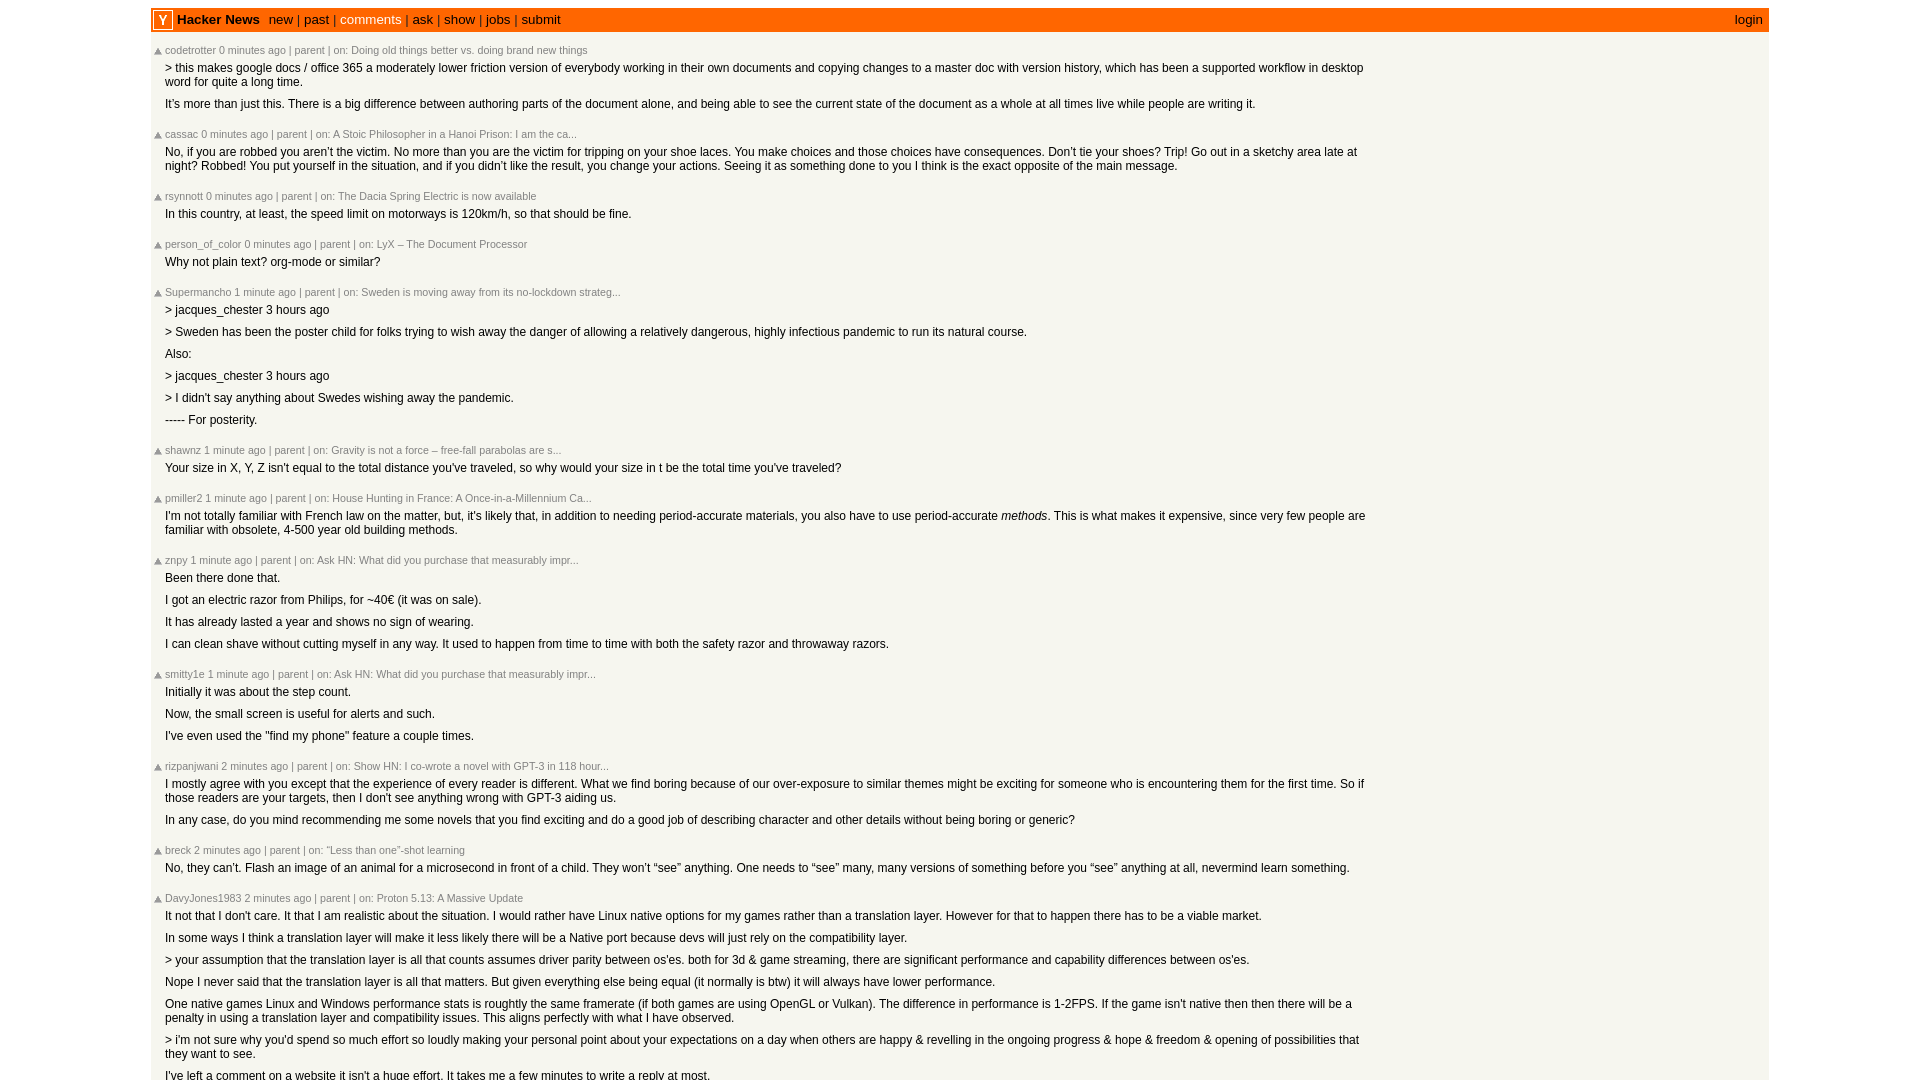 Y Hacker News new | past | comments | ask | show | jobs | submit login
codetrotter 0 minutes ago | parent | on: Doing old things better vs. doing brand new things
> this makes google docs / office 365 a moderately lower friction version of everybody working in their own documents and copying changes to a master doc with version history, which has been a supported workflow in desktop
word for quite a long time.
It’s more than just this. There is a big difference between authoring parts of the document alone, and being able to see the current state of the document as a whole at all times live while people are writing it.
cassac 0 minutes ago | parent | on: A Stoic Philosopher in a Hanoi Prison: I am the ca...
No, if you are robbed you aren’t the victim. No more than you are the victim for tripping on your shoe laces. You make choices and those choices have consequences. Don’t tie your shoes? Trip! Go out in a sketchy area late at
night? Robbed! You put yourself in the situation, and if you didn’t like the result, you change your actions. Seeing it as something done to you I think is the exact opposite of the main message.
rsynnott 0 minutes ago | parent | on: The Dacia Spring Electric is now available
In this country, at least, the speed limit on motorways is 120km/h, so that should be fine.
person_of_color 0 minutes ago | parent | on: LyX – The Document Processor
Why not plain text? org-mode or similar?
Supermancho 1 minute ago | parent | on: Sweden is moving away from its no-lockdown strateg...
> jacques_chester 3 hours ago
> Sweden has been the poster child for folks trying to wish away the danger of allowing a relatively dangerous, highly infectious pandemic to run its natural course.
Also:
> jacques_chester 3 hours ago
> I didn't say anything about Swedes wishing away the pandemic.
----- For posterity.
shawnz 1 minute ago | parent | on: Gravity is not a force – free-fall parabolas are s...
Your size in X, Y, Z isn't equal to the total distance you've traveled, so why would your size in t be the total time you've traveled?
pmiller2 1 minute ago | parent | on: House Hunting in France: A Once-in-a-Millennium Ca...
I'm not totally familiar with French law on the matter, but, it's likely that, in addition to needing period-accurate materials, you also have to use period-accurate methods. This is what makes it expensive, since very few people are
familiar with obsolete, 4-500 year old building methods.
znpy 1 minute ago | parent | on: Ask HN: What did you purchase that measurably impr...
Been there done that.
I got an electric razor from Philips, for ~40€ (it was on sale).
It has already lasted a year and shows no sign of wearing.
I can clean shave without cutting myself in any way. It used to happen from time to time with both the safety razor and throwaway razors.
smitty1e 1 minute ago | parent | on: Ask HN: What did you purchase that measurably impr...
Initially it was about the step count.
Now, the small screen is useful for alerts and such.
I've even used the "find my phone" feature a couple times.
rizpanjwani 2 minutes ago | parent | on: Show HN: I co-wrote a novel with GPT-3 in 118 hour...
I mostly agree with you except that the experience of every reader is different. What we find boring because of our over-exposure to similar themes might be exciting for someone who is encountering them for the first time. So if
those readers are your targets, then I don't see anything wrong with GPT-3 aiding us.
In any case, do you mind recommending me some novels that you find exciting and do a good job of describing character and other details without being boring or generic?
breck 2 minutes ago | parent | on: “Less than one”-shot learning
No, they can’t. Flash an image of an animal for a microsecond in front of a child. They won’t “see” anything. One needs to “see” many, many versions of something before you “see” anything at all, nevermind learn something.
DavyJones1983 2 minutes ago | parent | on: Proton 5.13: A Massive Update
It not that I don't care. It that I am realistic about the situation. I would rather have Linux native options for my games rather than a translation layer. However for that to happen there has to be a viable market.
In some ways I think a translation layer will make it less likely there will be a Native port because devs will just rely on the compatibility layer.
> your assumption that the translation layer is all that counts assumes driver parity between os'es. both for 3d & game streaming, there are significant performance and capability differences between os'es.
Nope I never said that the translation layer is all that matters. But given everything else being equal (it normally is btw) it will always have lower performance.
One native games Linux and Windows performance stats is roughtly the same framerate (if both games are using OpenGL or Vulkan). The difference in performance is 1-2FPS. If the game isn't native then then there will be a
penalty in using a translation layer and compatibility issues. This aligns perfectly with what I have observed.
> i'm not sure why you'd spend so much effort so loudly making your personal point about your expectations on a day when others are happy & revelling in the ongoing progress & hope & freedom & opening of possibilities that
they want to see.
I've left a comment on a website it isn't a huge effort. It takes me a few minutes to write a reply at most.